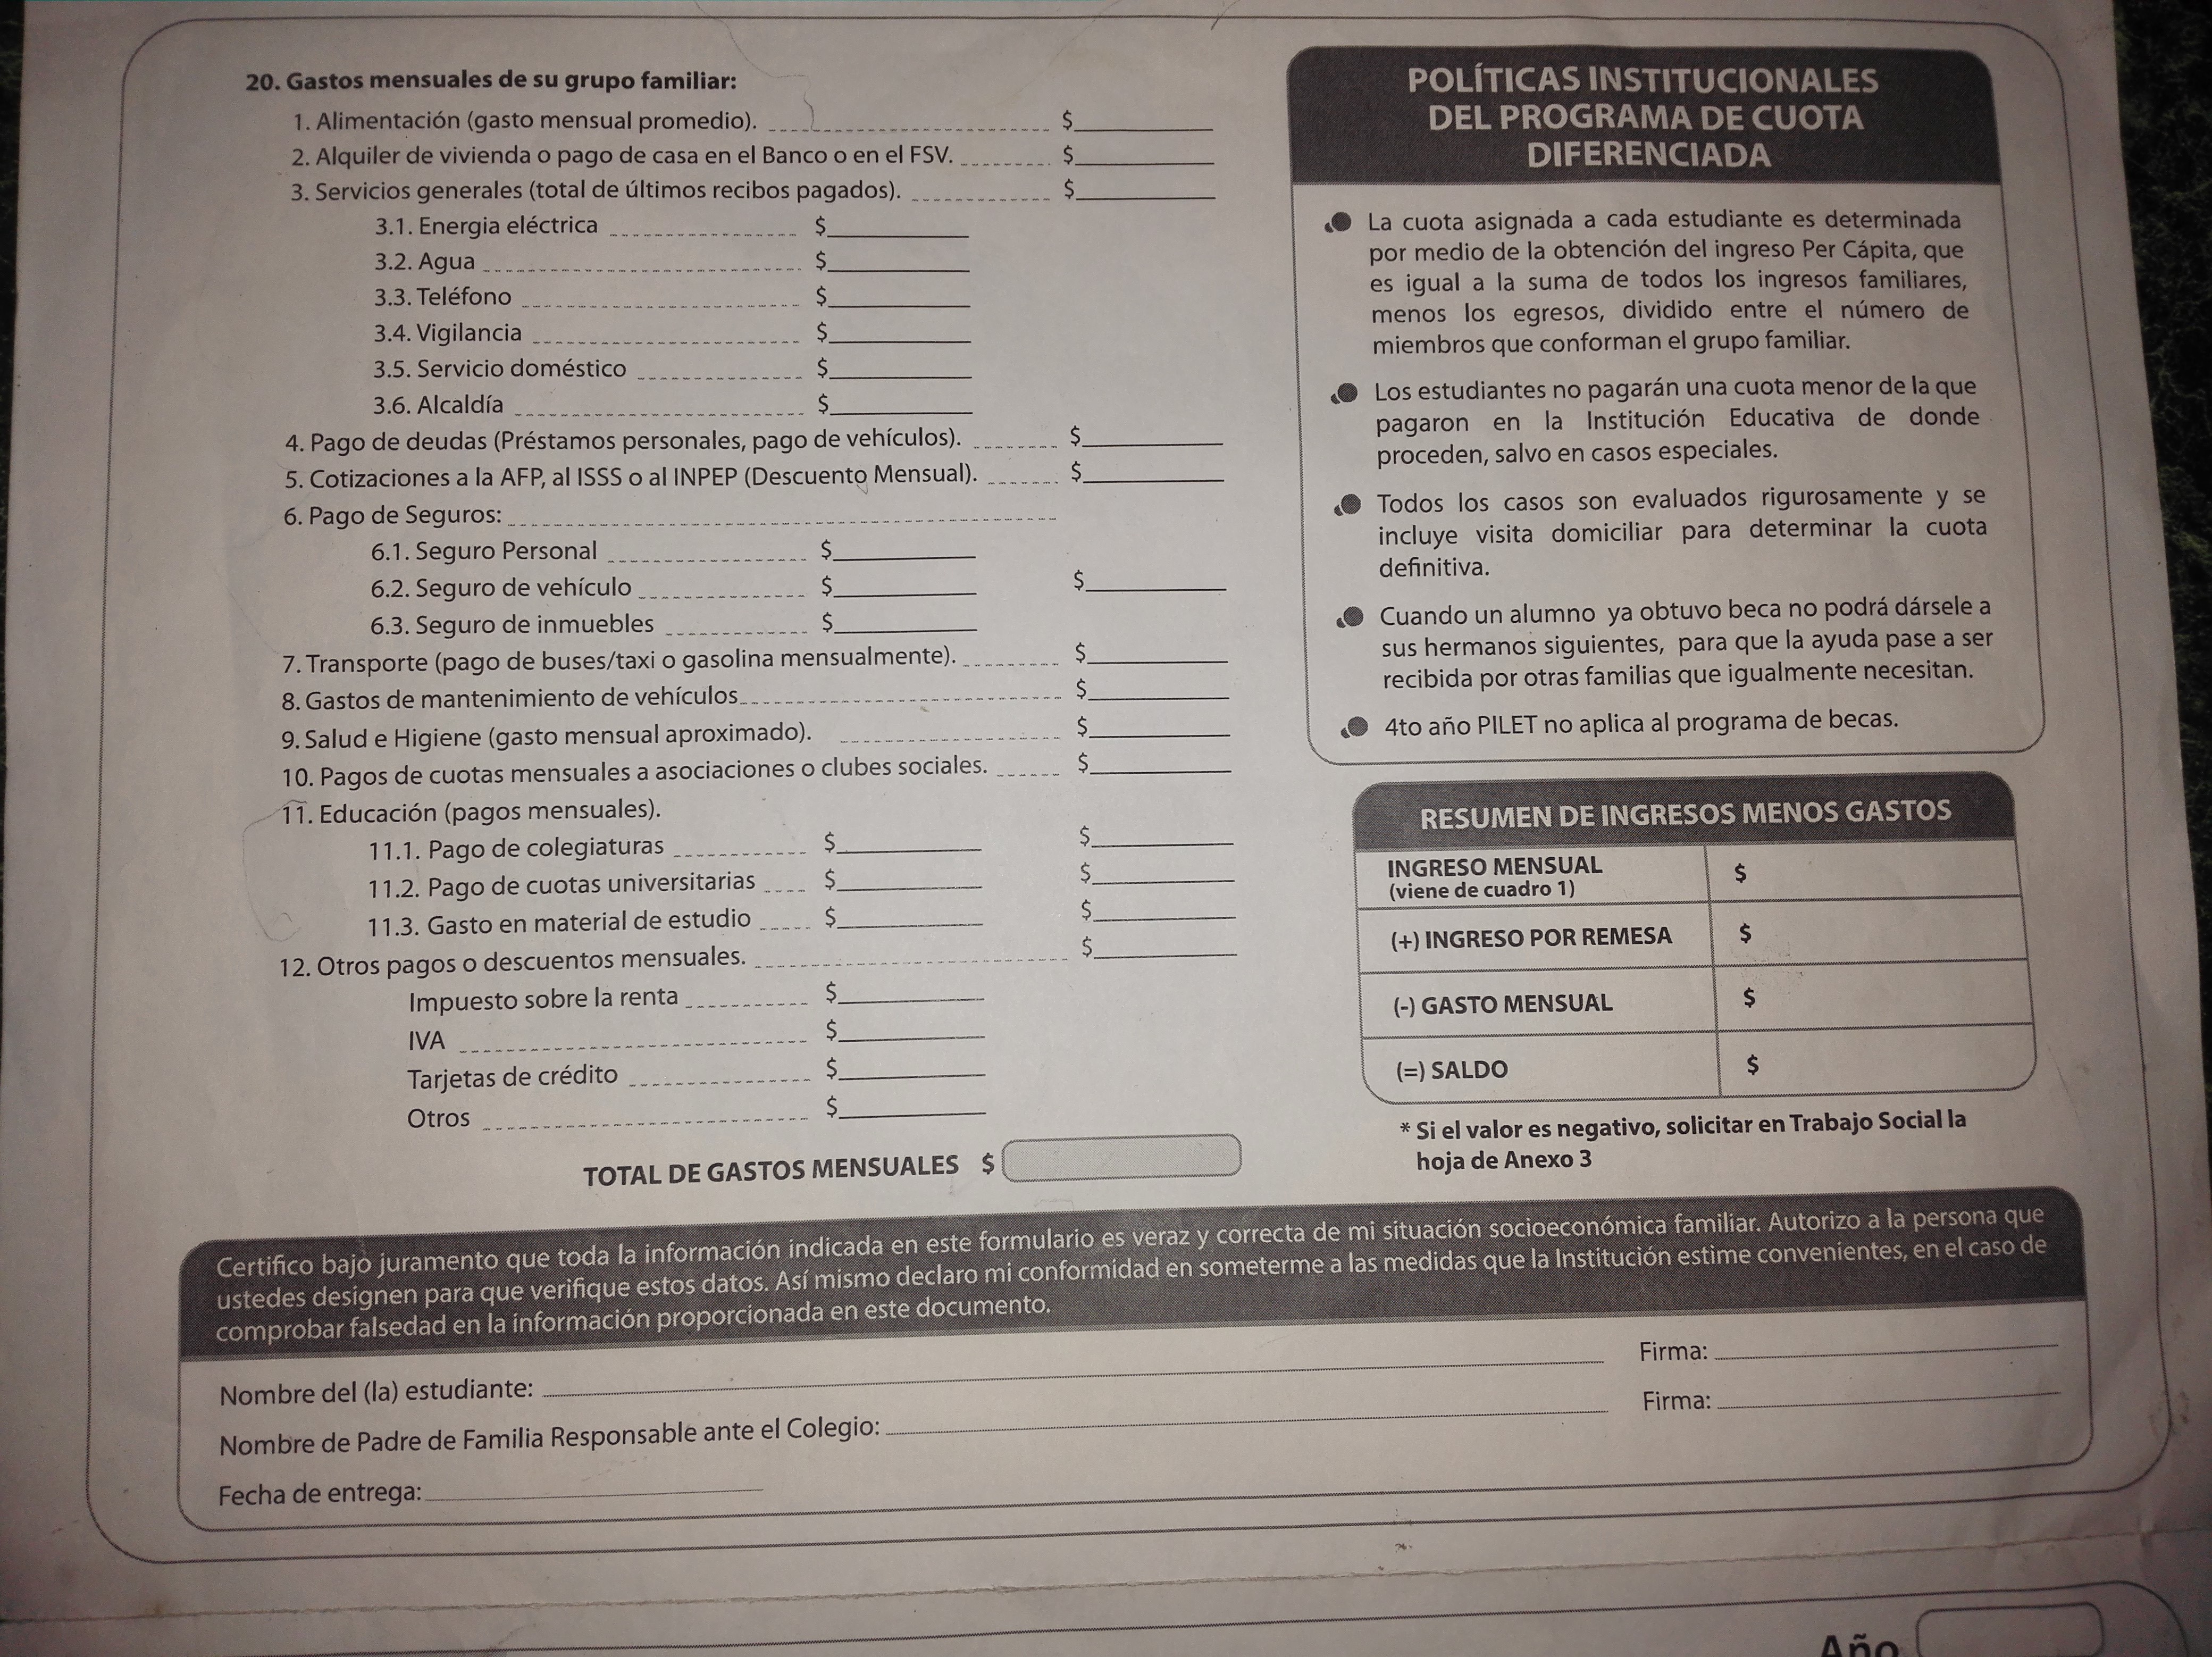 20. Gastos mensuales de su grupo familiar:
1. Alimentación (gasto mensual promedio). $
2. Alquiler de vivienda o pago de casa en el Banco o en el FSV. $
3. Servicios generales (total de últimos recibos pagados). $
3.1. Energia eléctrica $
3.2. Agua $
3.3. Teléfono $
3.4. Vigilancia $
3.5. Servicio doméstico $
3.6. Alcaldía $
4. Pago de deudas (Préstamos personales, pago de vehículos). $
5. Cotizaciones a la AFP, al ISSS o al INPEP (Descuento Mensual). $
6. Pago de Seguros:
6.1. Seguro Personal $
6.2. Seguro de vehículo $ $
6.3. Seguro de inmuebles $
7. Transporte (pago de buses/taxi o gasolina mensualmente). $
8. Gastos de mantenimiento de vehículos $
9. Salud e Higiene (gasto mensual aproximado). $
10. Pagos de cuotas mensuales a asociaciones o clubes sociales. $
11. Educación (pagos mensuales).
11.1. Pago de colegiaturas $ $
11.2. Pago de cuotas universitarias $ $
11.3. Gasto en material de estudio $ $
12. Otros pagos o descuentos mensuales. $
Impuesto sobre la renta $
IVA $
Tarjetas de crédito $
Otros $
TOTAL DE GASTOS MENSUALES $
POLÍTICAS INSTITUCIONALES
DEL PROGRAMA DE CUOTA
DIFERENCIADA
La cuota asignada a cada estudiante es determinada
por medio de la obtención del ingreso Per Cápita, que
es igual a la suma de todos los ingresos familiares,
menos los egresos, dividido entre el número de
miembros que conforman el grupo familiar.
Los estudiantes no pagarán una cuota menor de la que
pagaron en la Institución Educativa de donde
proceden, salvo en casos especiales.
Todos los casos son evaluados rigurosamente y se
incluye visita domiciliar para determinar la cuota
definitiva.
Cuando un alumno ya obtuvo beca no podrá dársele a
sus hermanos siguientes, para que la ayuda pase a ser
recibida por otras familias que igualmente necesitan.
4to año PILET no aplica al programa de becas.
RESUMEN DE INGRESOS MENOS GASTOS
INGRESO MENSUAL $
(viene de cuadro 1)
(+) INGRESO POR REMESA $
(-) GASTO MENSUAL $
(=) SALDO $
* Si el valor es negativo, solicitar en Trabajo Social la
hoja de Anexo 3
Certifico bajo juramento que toda la información indicada en este formulario es veraz y correcta de mi situación socioeconómica familiar. Autorizo a la persona que
ustedes designen para que verifique estos datos. Así mismo declaro mi conformidad en someterme a las medidas que la Institución estime convenientes, en el caso de
comprobar falsedad en la información proporcionada en este documento.
Nombre del (la) estudiante: Firma:
Nombre de Padre de Familia Responsable ante el Colegio: Firma:
Fecha de entrega:
Año